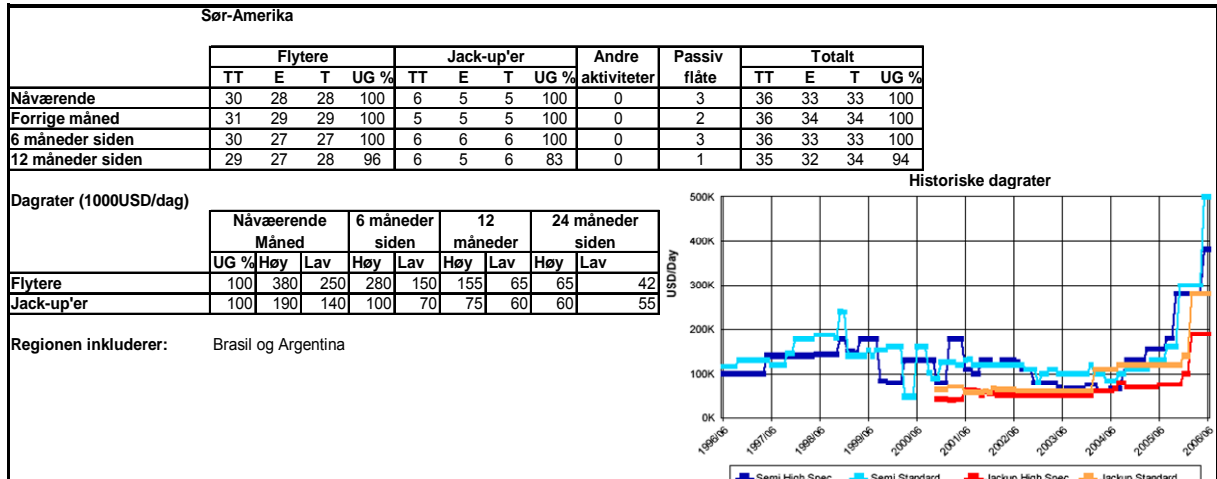 Sør-Amerika
Flytere Jack-up'er Andre Passiv Totalt
TT E T UG % TT E T UG % aktiviteter flåte TT E T UG %
Nåværende 30 28 28 100 6 5 5 100 0 3 36 33 33 100
Forrige måned 31 29 29 100 5 5 5 100 0 2 36 34 34 100
6 måneder siden 30 27 27 100 6 6 6 100 0 3 36 33 33 100
12 måneder siden 29 27 28 96 6 5 6 83 0 1 35 32 34 94
Dagrater (1000USD/dag)
Nåvæerende 6 måneder 12 24 måneder
Måned siden måneder siden
UG % Høy Lav Høy Lav Høy Lav Høy Lav
Flytere 100 380 250 280 150 155 65 65 42
Jack-up'er 100 190 140 100 70 75 60 60 55
Regionen inkluderer: Brasil og Argentina
Historiske dagrater
500K
400K
300K
200K
100K
0K
USD/Day
1996/06 1997/06 1998/06 1999/06 2000/06 2001/06 2002/06 2003/06 2004/06 2005/06 2006/06
Semi High Spec Semi Standard Jackup High Spec Jackup Standard